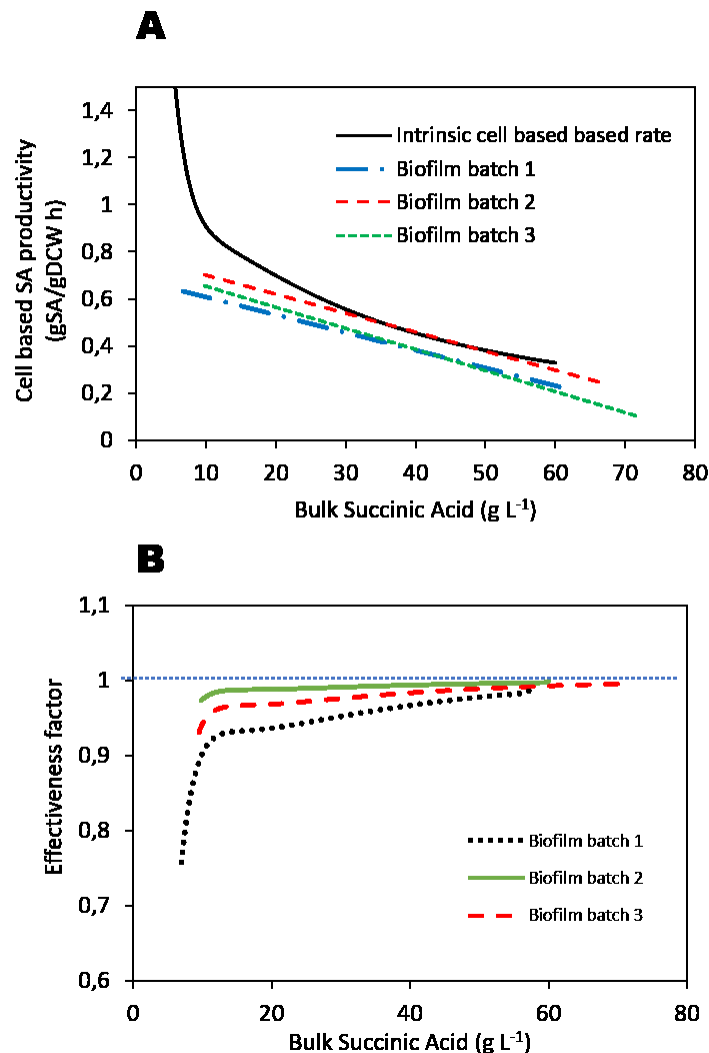 A
Cell based SA productivity
(gSA/gDCW h)
1,4
1,2
1
0,8
0,6
0,4
0,2
0
Intrinsic cell based based rate
Biofilm batch 1
Biofilm batch 2
Biofilm batch 3
0 10 20 30 40 50 60 70 80
Bulk Succinic Acid (g L⁻¹)
B
Effectiveness factor
1,1
1
0,9
0,8
0,7
0,6
Biofilm batch 1
Biofilm batch 2
Biofilm batch 3
0 20 40 60 80
Bulk Succinic Acid (g L⁻¹)